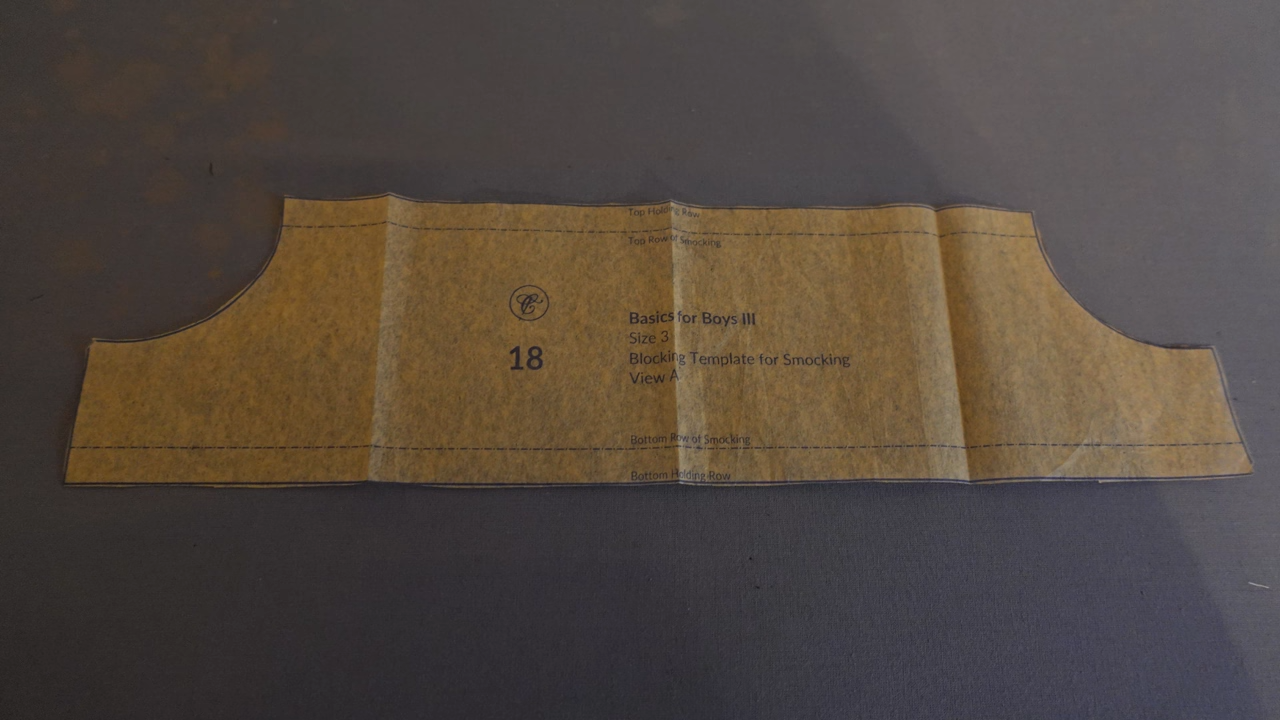 Top Holding Row
Top Row of Smocking
18
Basics for Boys III
Size 3
Blocking Template for Smocking
View A
Bottom Row of Smocking
Bottom Holding Row